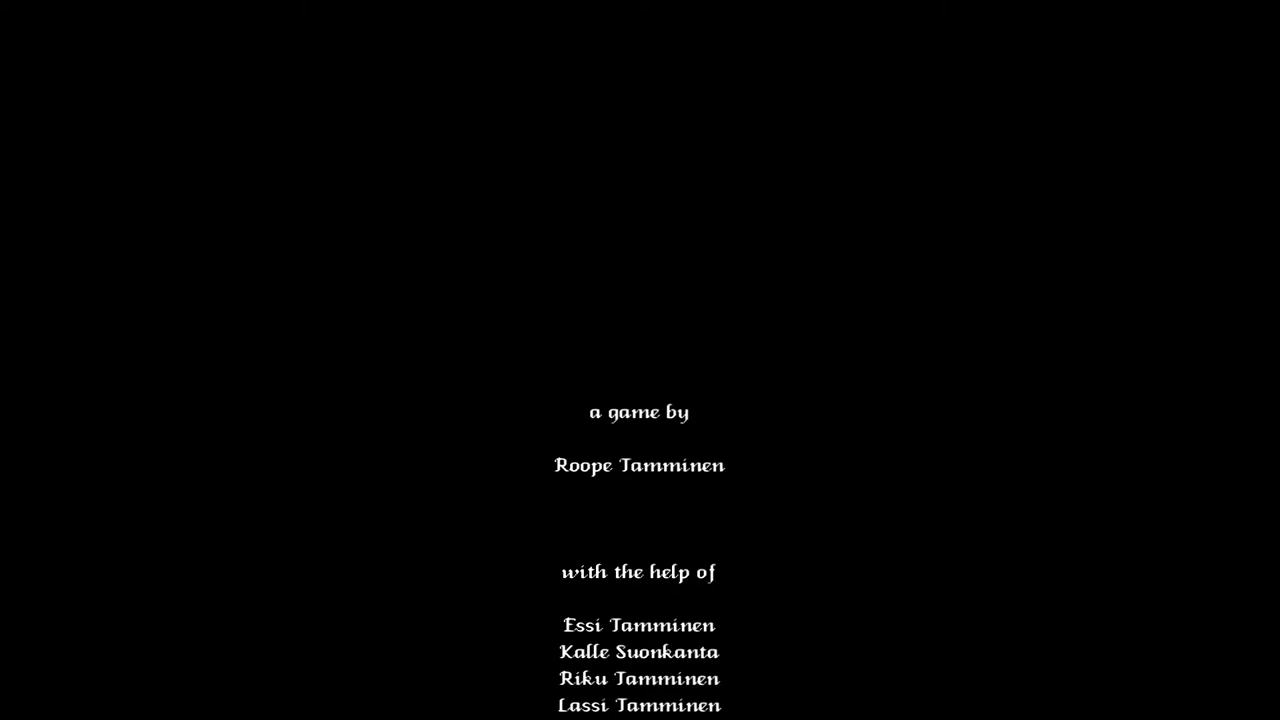 a game by
Roope Tamminen
with the help of
Essi Tamminen
Kalle Suonkanta
Riku Tamminen
Lassi Tamminen